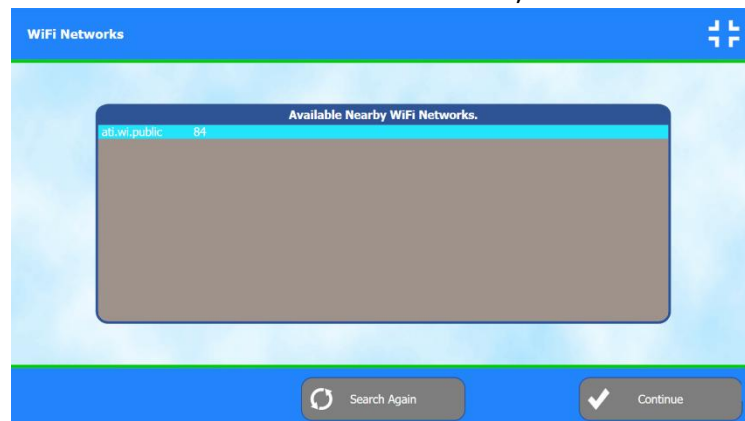 WiFi Networks
Available Nearby WiFi Networks.
ati.wi.public 84
Search Again
Continue